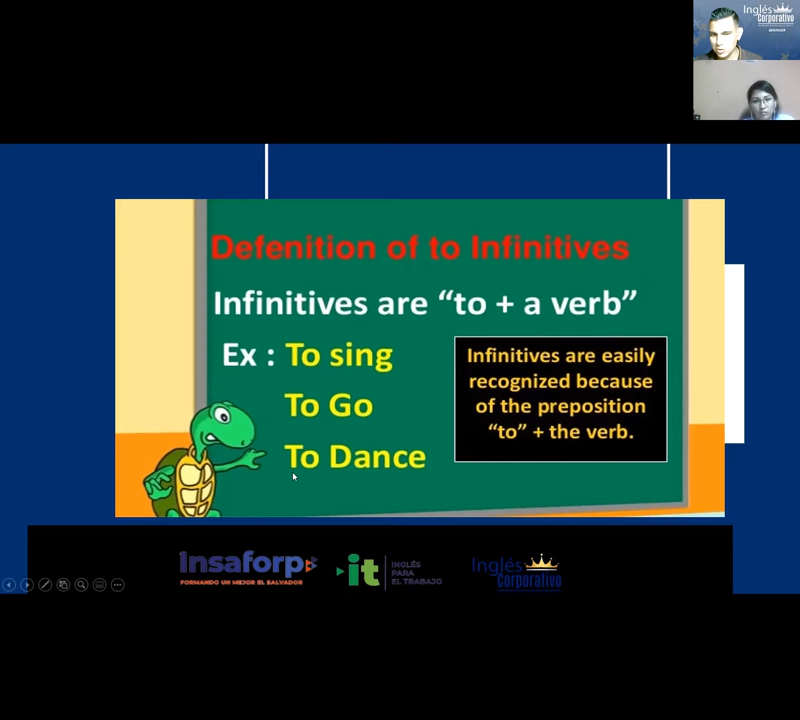 Inglés
Corporativo
BEGINNER
Defenition of to Infinitives
Infinitives are “to + a verb”
Ex : To sing
To Go
To Dance
Infinitives are easily
recognized because
of the preposition
“to” + the verb.
Insaforp
FORMANDO UN MEJOR EL SALVADOR
it
INGLÉS
PARA
EL TRABAJO
Inglés
Corporativo